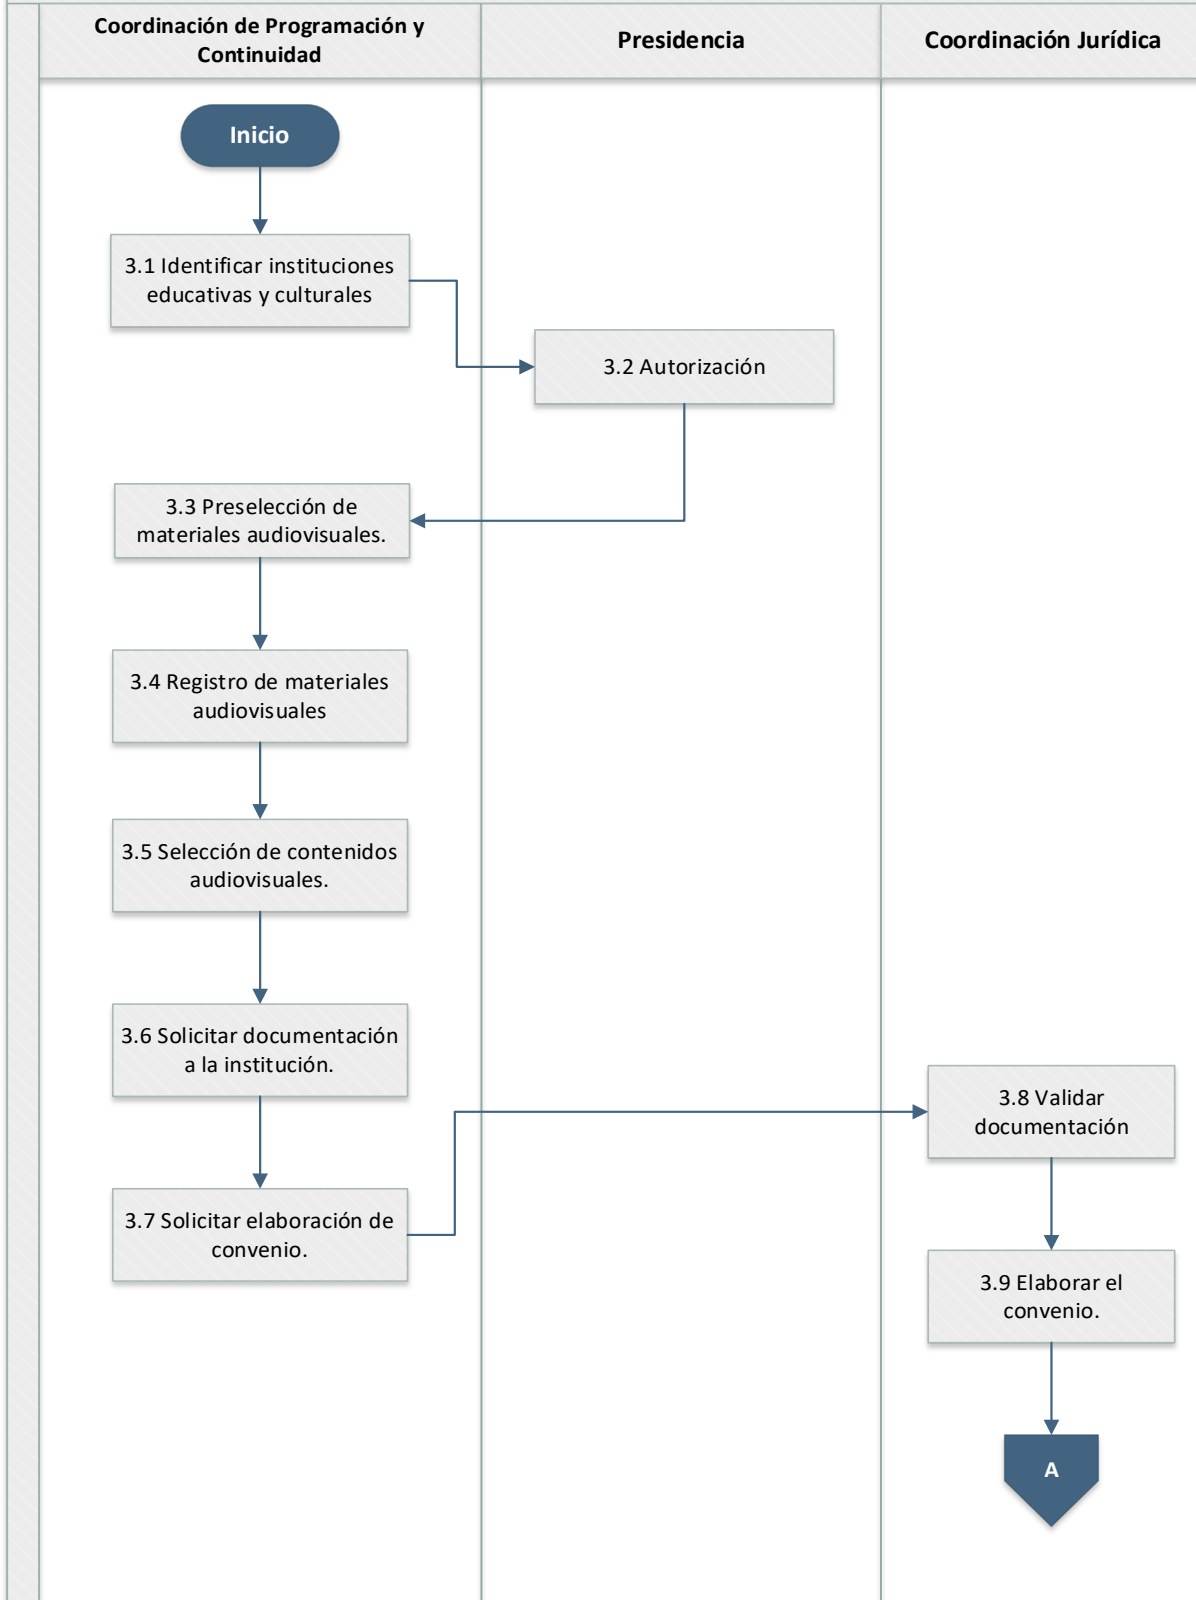 Coordinación de Programación y
Continuidad
Presidencia
Coordinación Jurídica
Inicio
3.1 Identificar instituciones
educativas y culturales
3.2 Autorización
3.3 Preselección de
materiales audiovisuales.
3.4 Registro de materiales
audiovisuales
3.5 Selección de contenidos
audiovisuales.
3.6 Solicitar documentación
a la institución.
3.7 Solicitar elaboración de
convenio.
3.8 Validar
documentación
3.9 Elaborar el
convenio.
A